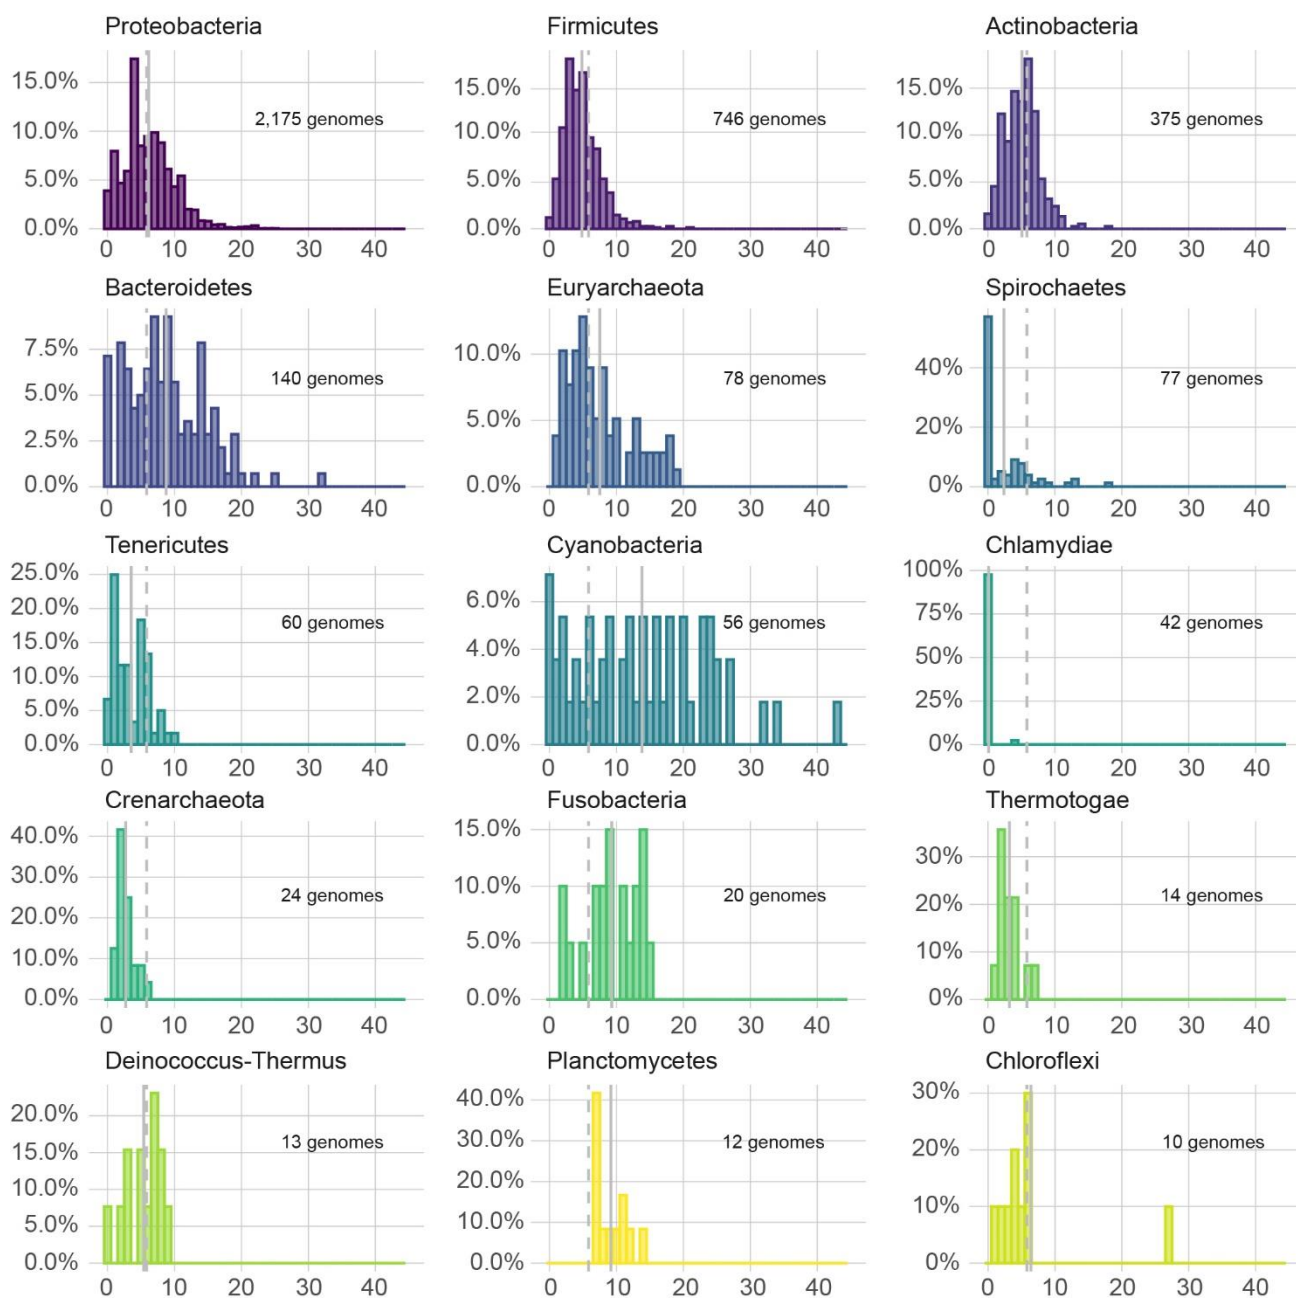 Proteobacteria
15.0%
10.0%
5.0%
0.0%
2,175 genomes
0 10 20 30 40
Firmicutes
15.0%
10.0%
5.0%
0.0%
746 genomes
0 10 20 30 40
Actinobacteria
15.0%
10.0%
5.0%
0.0%
375 genomes
0 10 20 30 40
Bacteroidetes
7.5%
5.0%
2.5%
0.0%
140 genomes
0 10 20 30 40
Euryarchaeota
10.0%
5.0%
0.0%
78 genomes
0 10 20 30 40
Spirochaetes
40%
20%
0%
77 genomes
0 10 20 30 40
Tenericutes
25.0%
20.0%
15.0%
10.0%
5.0%
0.0%
60 genomes
0 10 20 30 40
Cyanobacteria
6.0%
4.0%
2.0%
0.0%
56 genomes
0 10 20 30 40
Chlamydiae
100%
75%
50%
25%
0%
42 genomes
0 10 20 30 40
Crenarchaeota
40.0%
30.0%
20.0%
10.0%
0.0%
24 genomes
0 10 20 30 40
Fusobacteria
15.0%
10.0%
5.0%
0.0%
20 genomes
0 10 20 30 40
Thermotogae
30%
20%
10%
0%
14 genomes
0 10 20 30 40
Deinococcus-Thermus
20.0%
15.0%
10.0%
5.0%
0.0%
13 genomes
0 10 20 30 40
Planctomycetes
40.0%
30.0%
20.0%
10.0%
0.0%
12 genomes
0 10 20 30 40
Chloroflexi
30%
20%
10%
0%
10 genomes
0 10 20 30 40